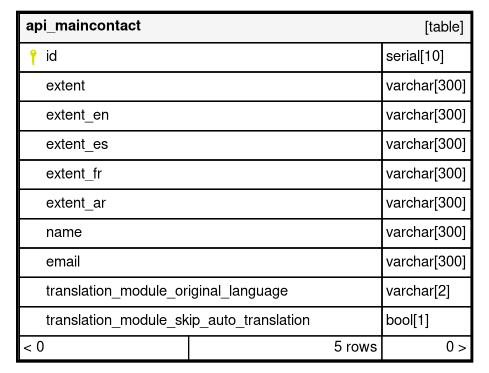 api_maincontact [table]
id serial[10]
extent varchar[300]
extent_en varchar[300]
extent_es varchar[300]
extent_fr varchar[300]
extent_ar varchar[300]
name varchar[300]
email varchar[300]
translation_module_original_language varchar[2]
translation_module_skip_auto_translation bool[1]
< 0 5 rows 0 >